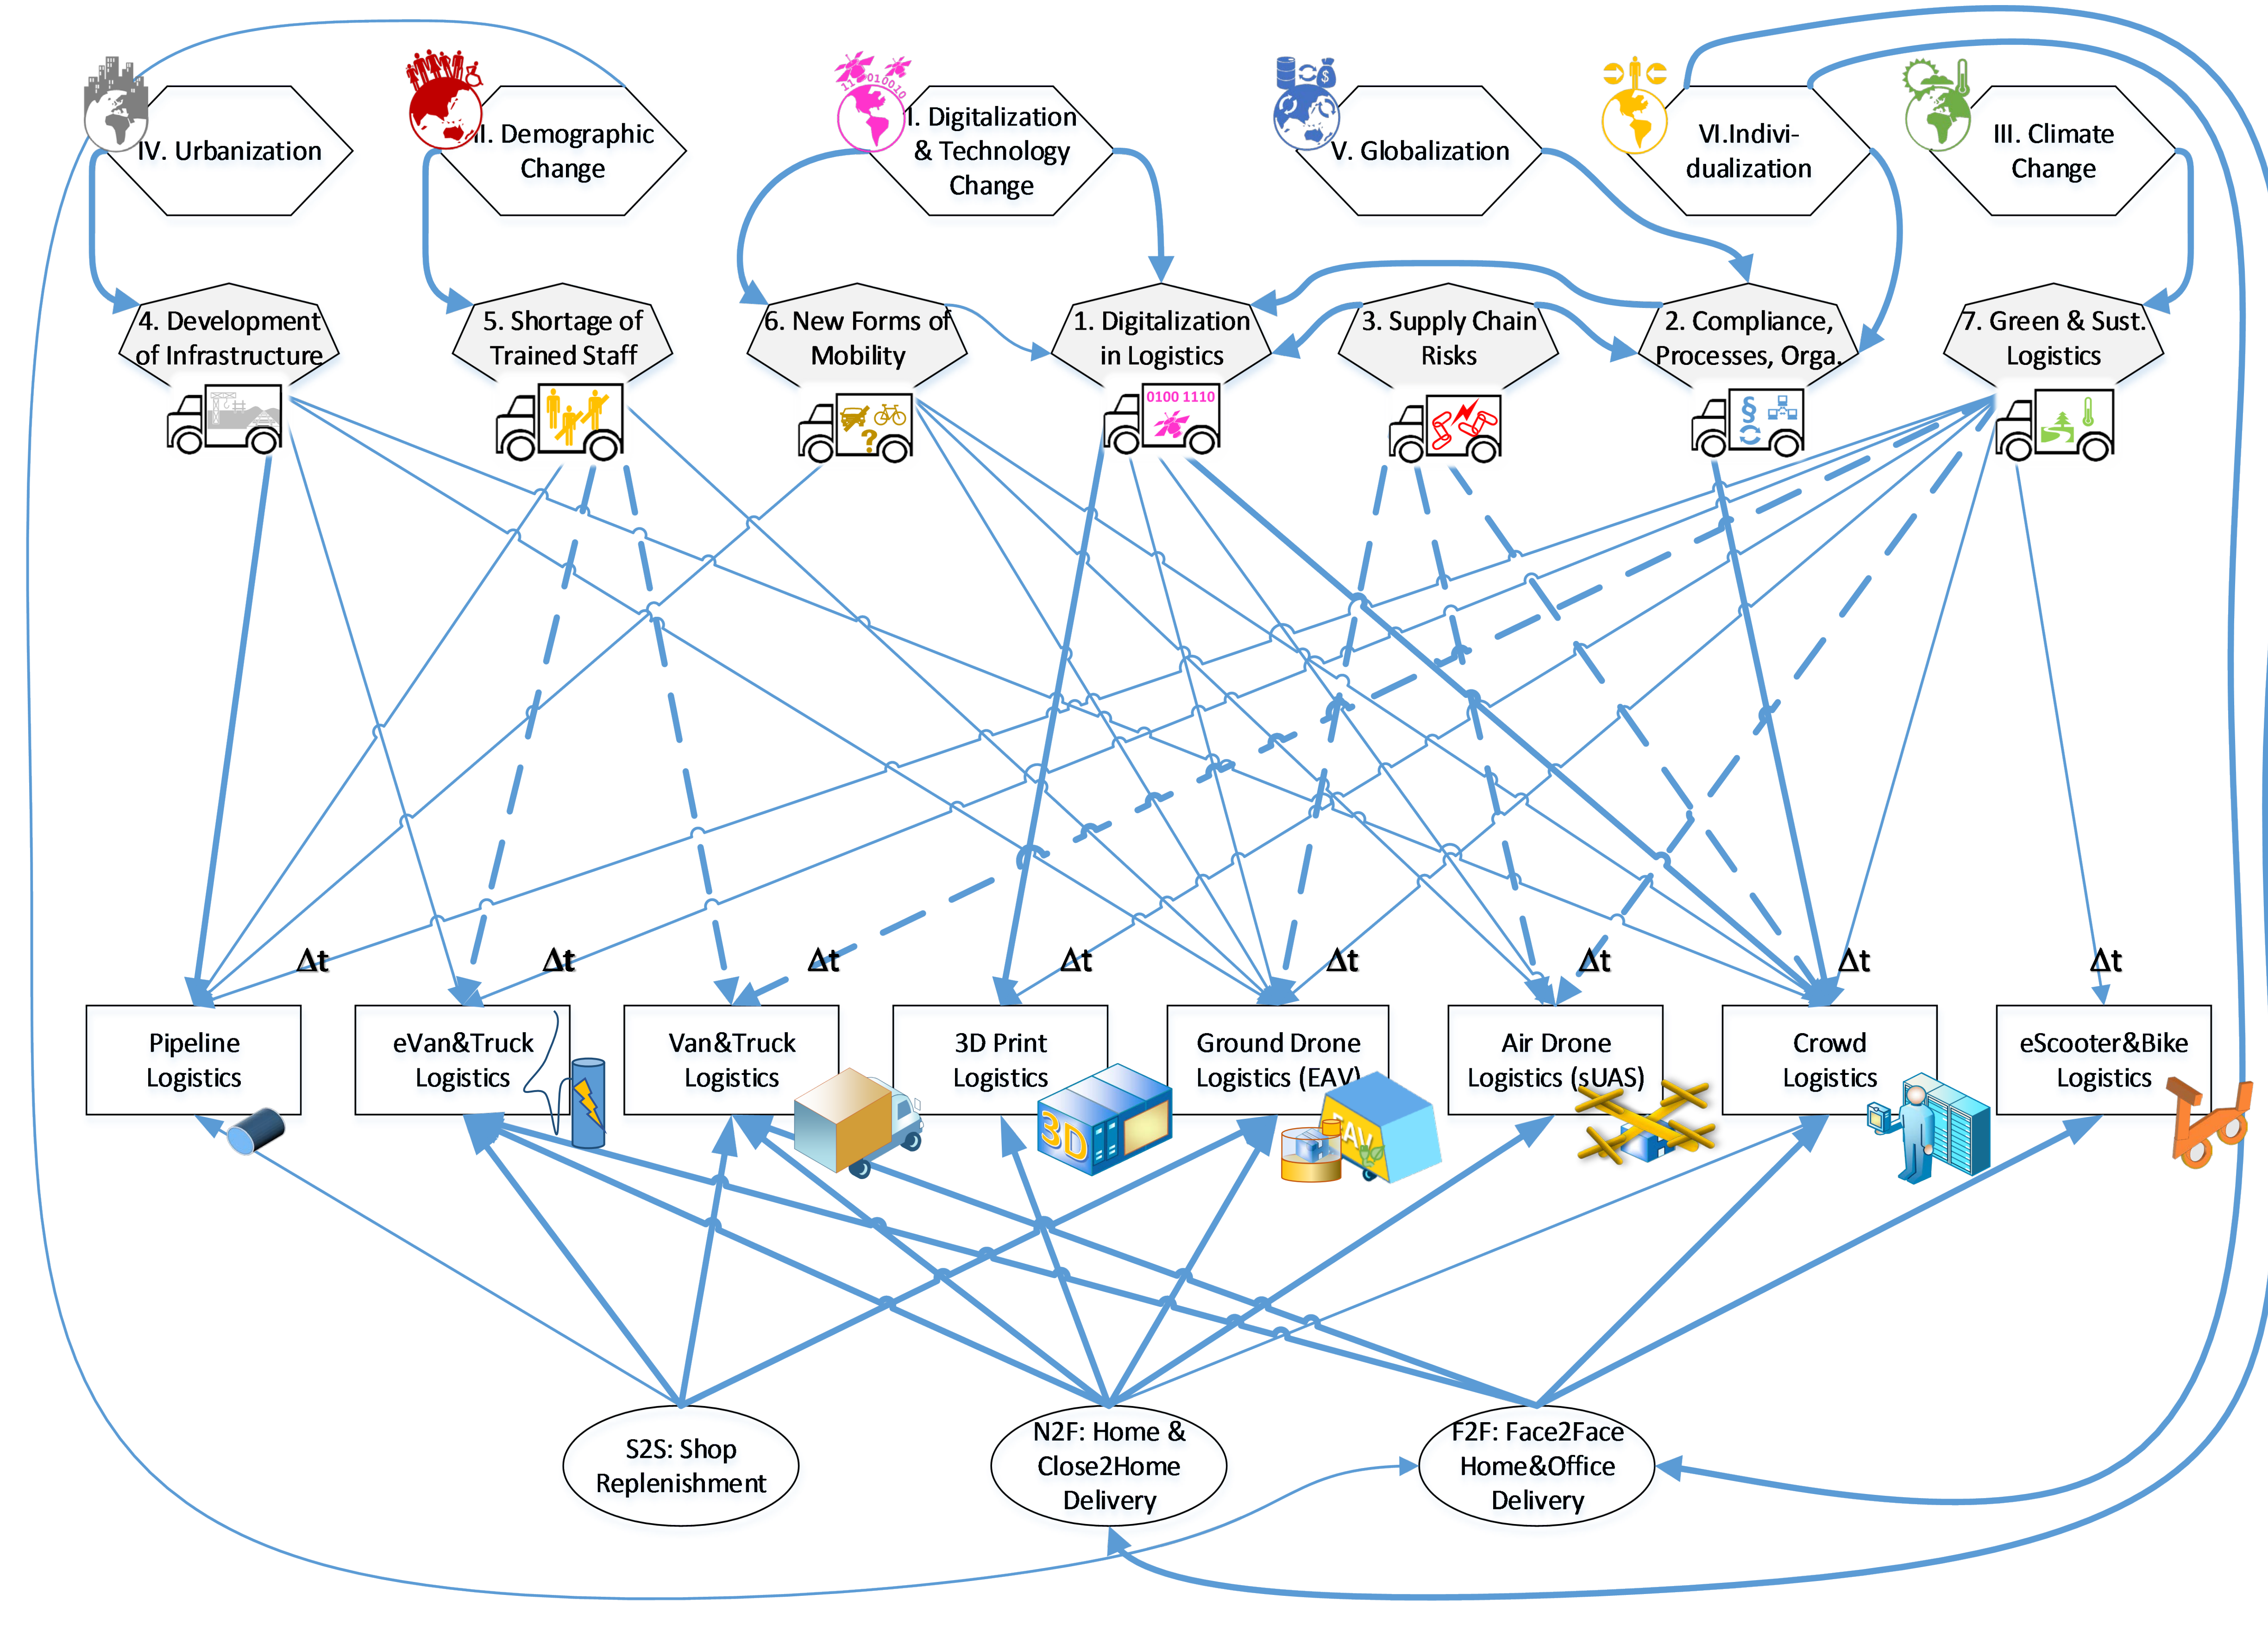 IV. Urbanization
II. Demographic
Change
11
010010
I. Digitalization
& Technology
Change
$
V. Globalization
VI.Indivi-
dualization
III. Climate
Change
4. Development
of Infrastructure
5. Shortage of
Trained Staff
6. New Forms of
Mobility
?
1. Digitalization
in Logistics
0100 1110
3. Supply Chain
Risks
2. Compliance,
Processes, Orga.
§
7. Green & Sust.
Logistics
Δt
Δt
Δt
Δt
Δt
Δt
Δt
Δt
Pipeline
Logistics
eVan&Truck
Logistics
Van&Truck
Logistics
3D Print
Logistics
3D
Ground Drone
Logistics (EAV)
EAV
Air Drone
Logistics (sUAS)
Crowd
Logistics
eScooter&Bike
Logistics
S2S: Shop
Replenishment
N2F: Home &
Close2Home
Delivery
F2F: Face2Face
Home&Office
Delivery